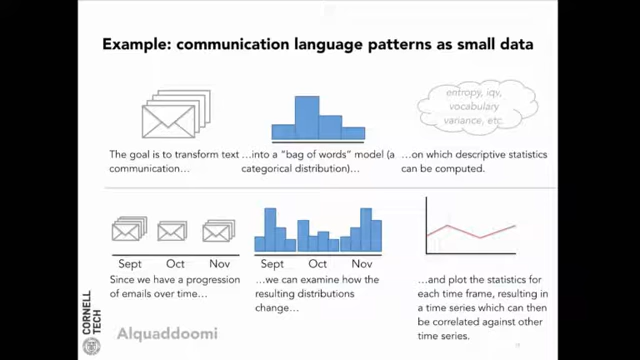 Example: communication language patterns as small data
entropy, iqv,
vocabulary
variance, etc.
The goal is to transform text
communication…
…into a "bag of words" model (a
categorical distribution)…
…on which descriptive statistics
can be computed.
Sept Oct Nov
Since we have a progression
of emails over time…
Sept Oct Nov
…we can examine how the
resulting distributions
change…
…and plot the statistics for
each time frame, resulting in
a time series which can then
be correlated against other
time series.
CORNELL
TECH
Alquaddoomi